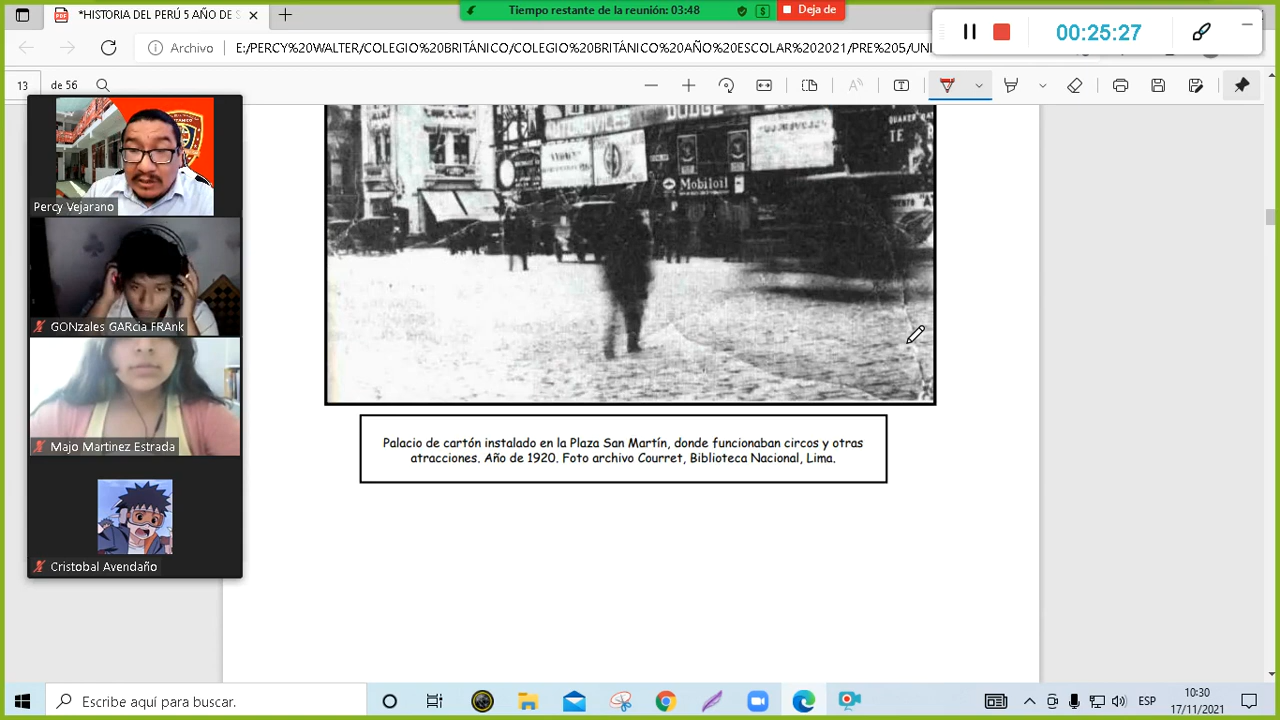 *HISTORIA DEL PERÚ 5 AÑO DE S
Tiempo restante de la reunión: 03:48
Deja de
00:25:27
Archivo
E:/PERCY%20WALTER/COLEGIO%20BRITÁNICO/COLEGIO%20BRITÁNICO%20AÑO%20ESCOLAR%202021/PRE%205/UN
13 de 56
AUTOMOVILES DODGE
QUAKER
TE
Mobiloil
Percy Vejarano
GONzales GARcia FRAnk
Majo Martinez Estrada
Cristobal Avendaño
Palacio de cartón instalado en la Plaza San Martín, donde funcionaban circos y otras
atracciones. Año de 1920. Foto archivo Courret, Biblioteca Nacional, Lima.
Escribe aquí para buscar.
ESP
10:30
17/11/2021